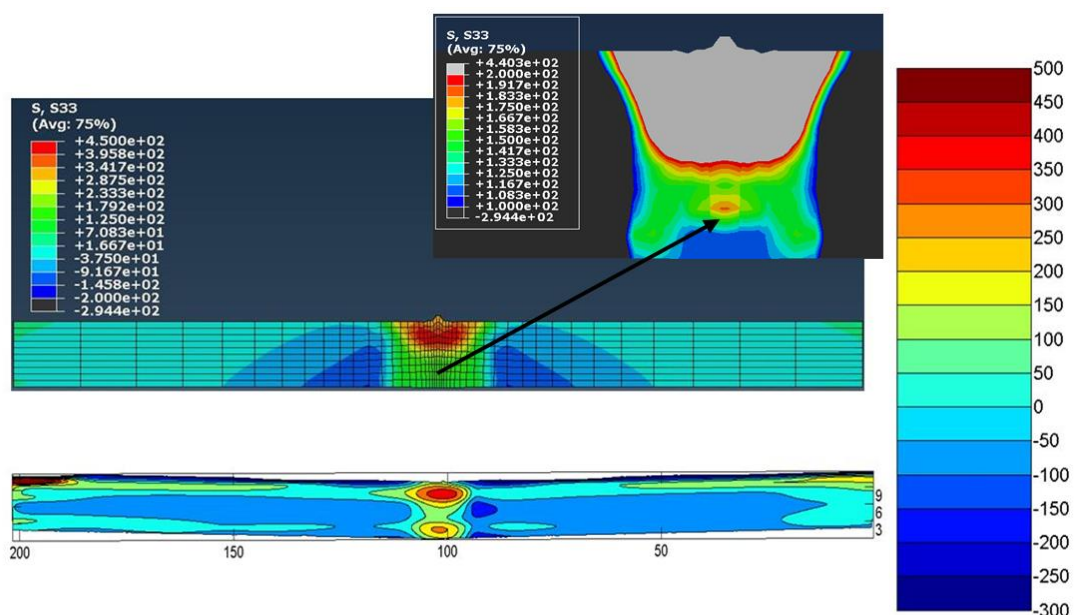 S, S33
(Avg: 75%)
+4.403e+02
+2.000e+02
+1.917e+02
+1.833e+02
+1.750e+02
+1.667e+02
+1.583e+02
+1.500e+02
+1.417e+02
+1.333e+02
+1.250e+02
+1.167e+02
+1.083e+02
+1.000e+02
-2.944e+02
S, S33
(Avg: 75%)
+4.500e+02
+3.958e+02
+3.417e+02
+2.875e+02
+2.333e+02
+1.792e+02
+1.250e+02
+7.083e+01
+1.667e+01
-3.750e+01
-9.167e+01
-1.458e+02
-2.000e+02
-2.944e+02
500
450
400
350
300
250
200
150
100
50
0
-50
-100
-150
-200
-250
-300
9
6
3
200 150 100 50